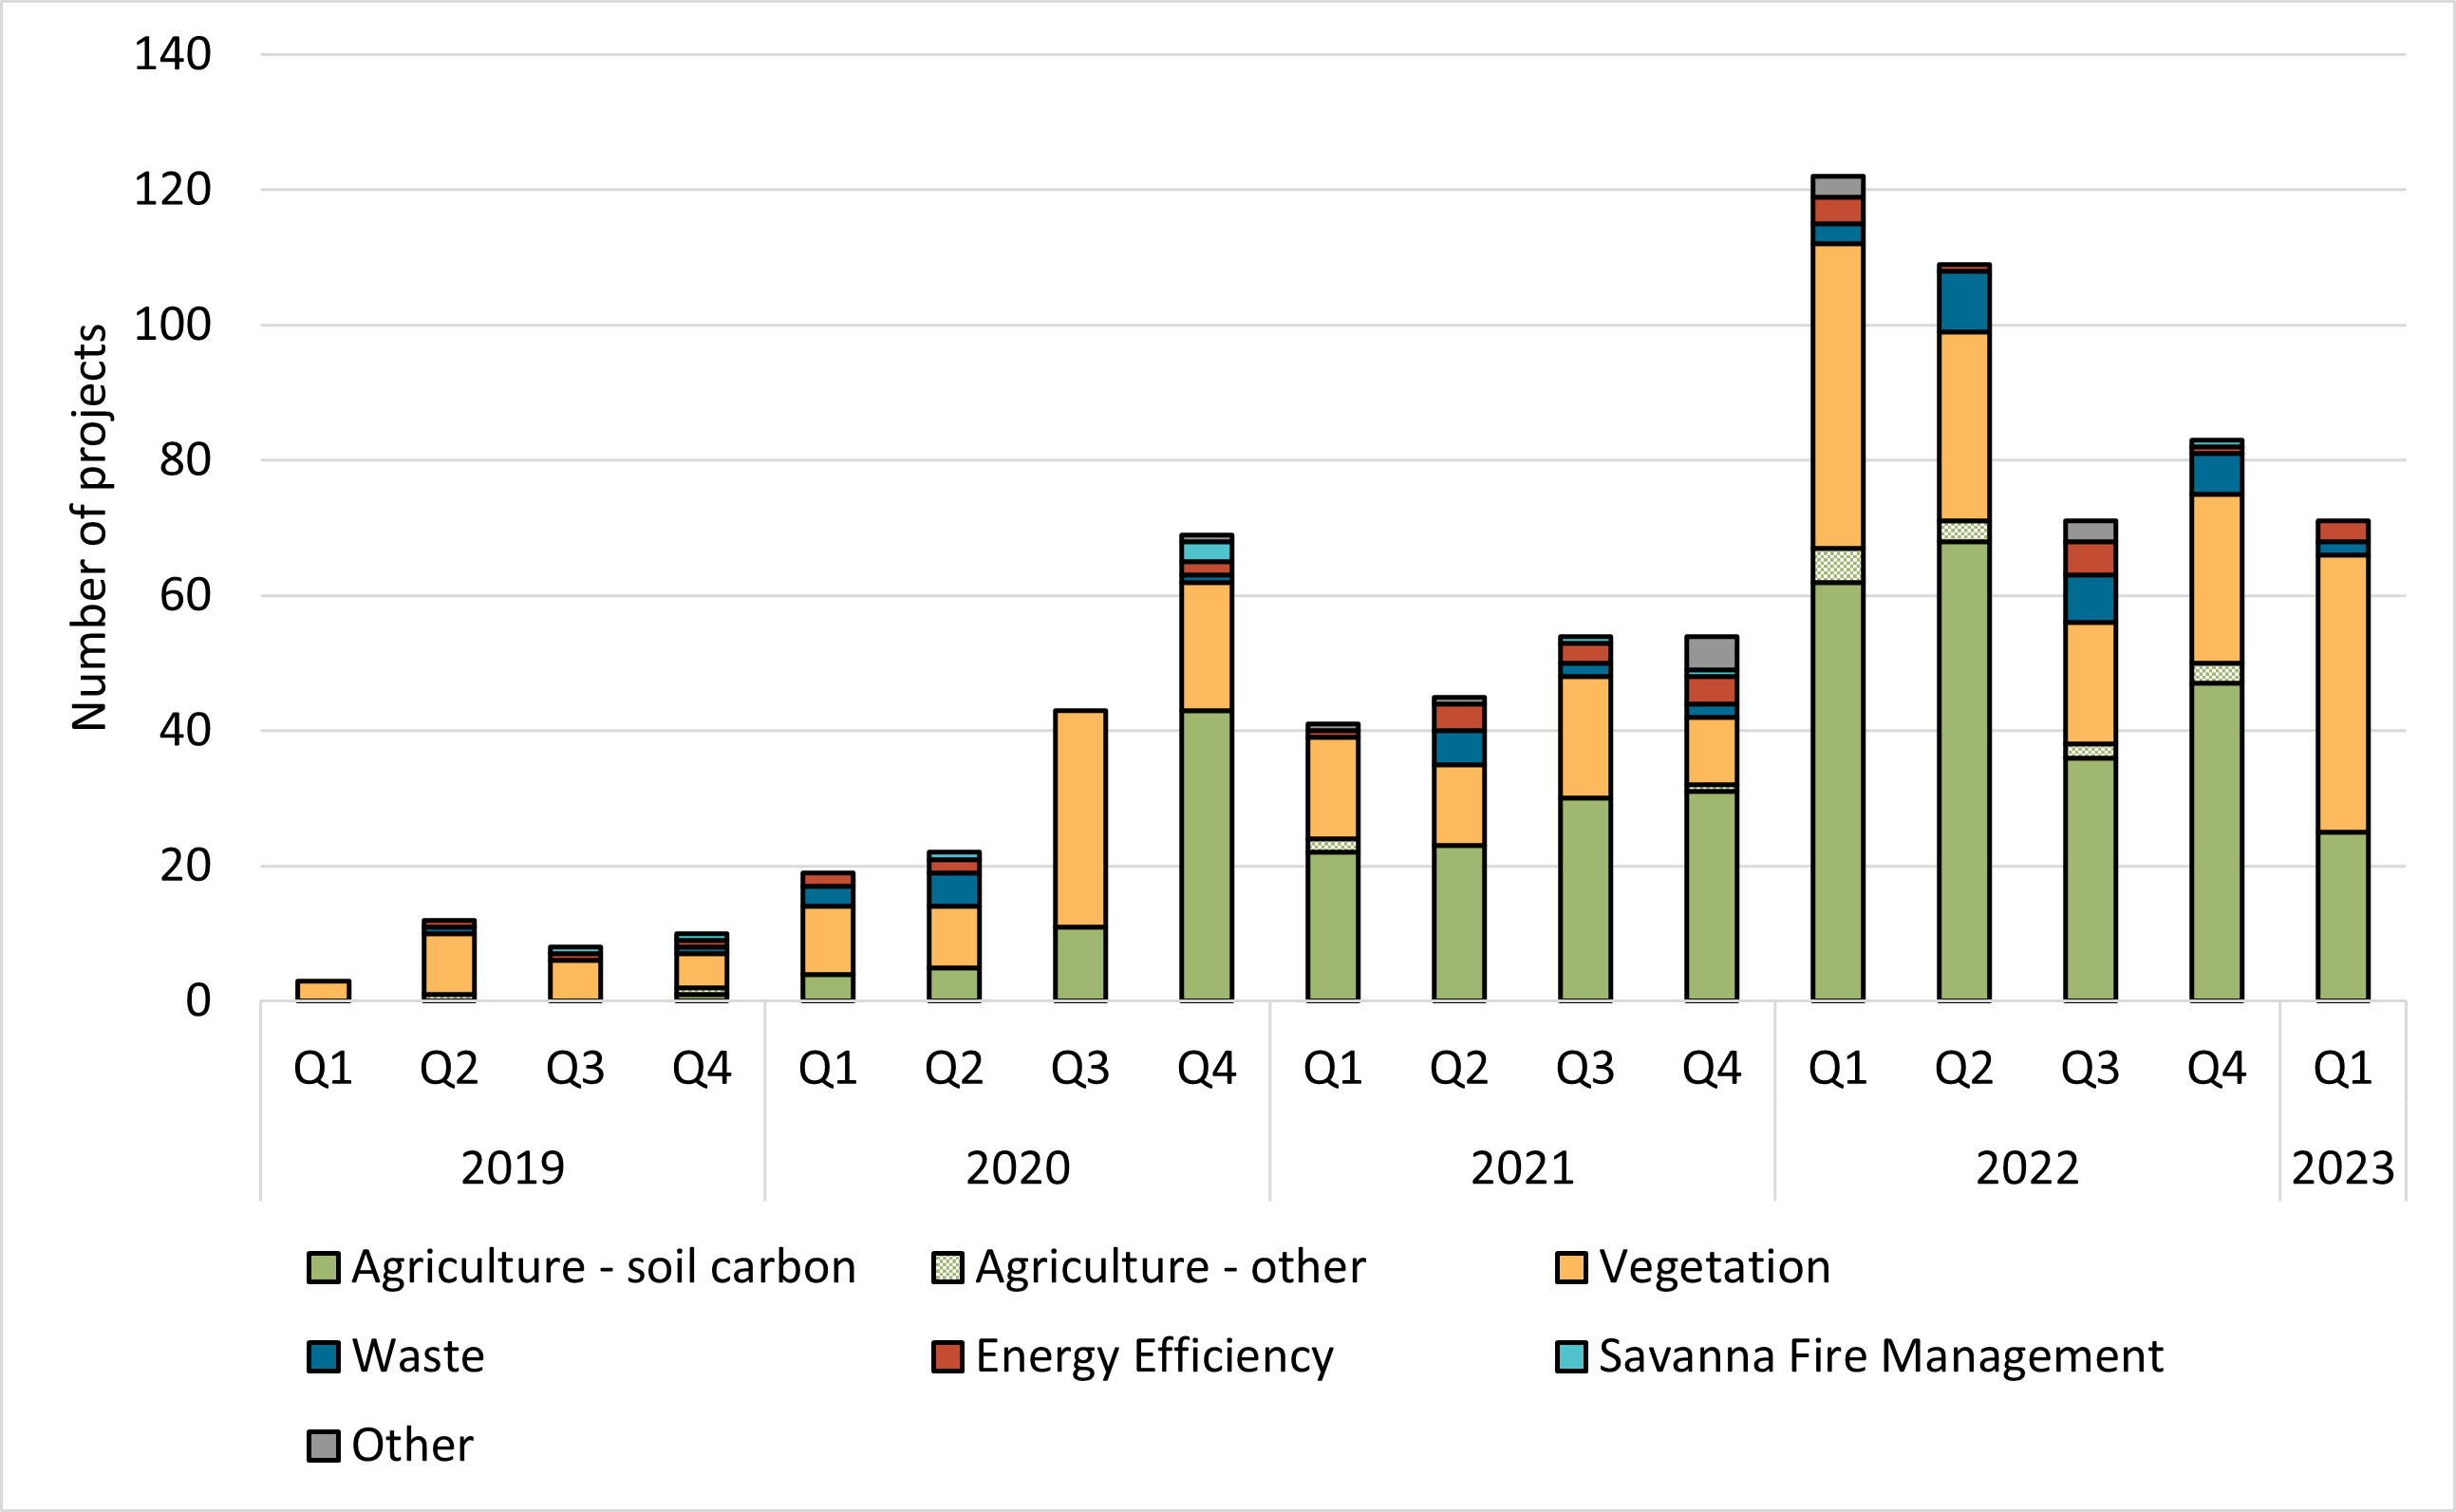 140
120
100
80
60
40
20
0
Number of projects
Q1 Q2 Q3 Q4 Q1 Q2 Q3 Q4 Q1 Q2 Q3 Q4 Q1 Q2 Q3 Q4 Q1
2019 2020 2021 2022 2023
Agriculture - soil carbon Agriculture - other Vegetation
Waste Energy Efficiency Savanna Fire Management
Other